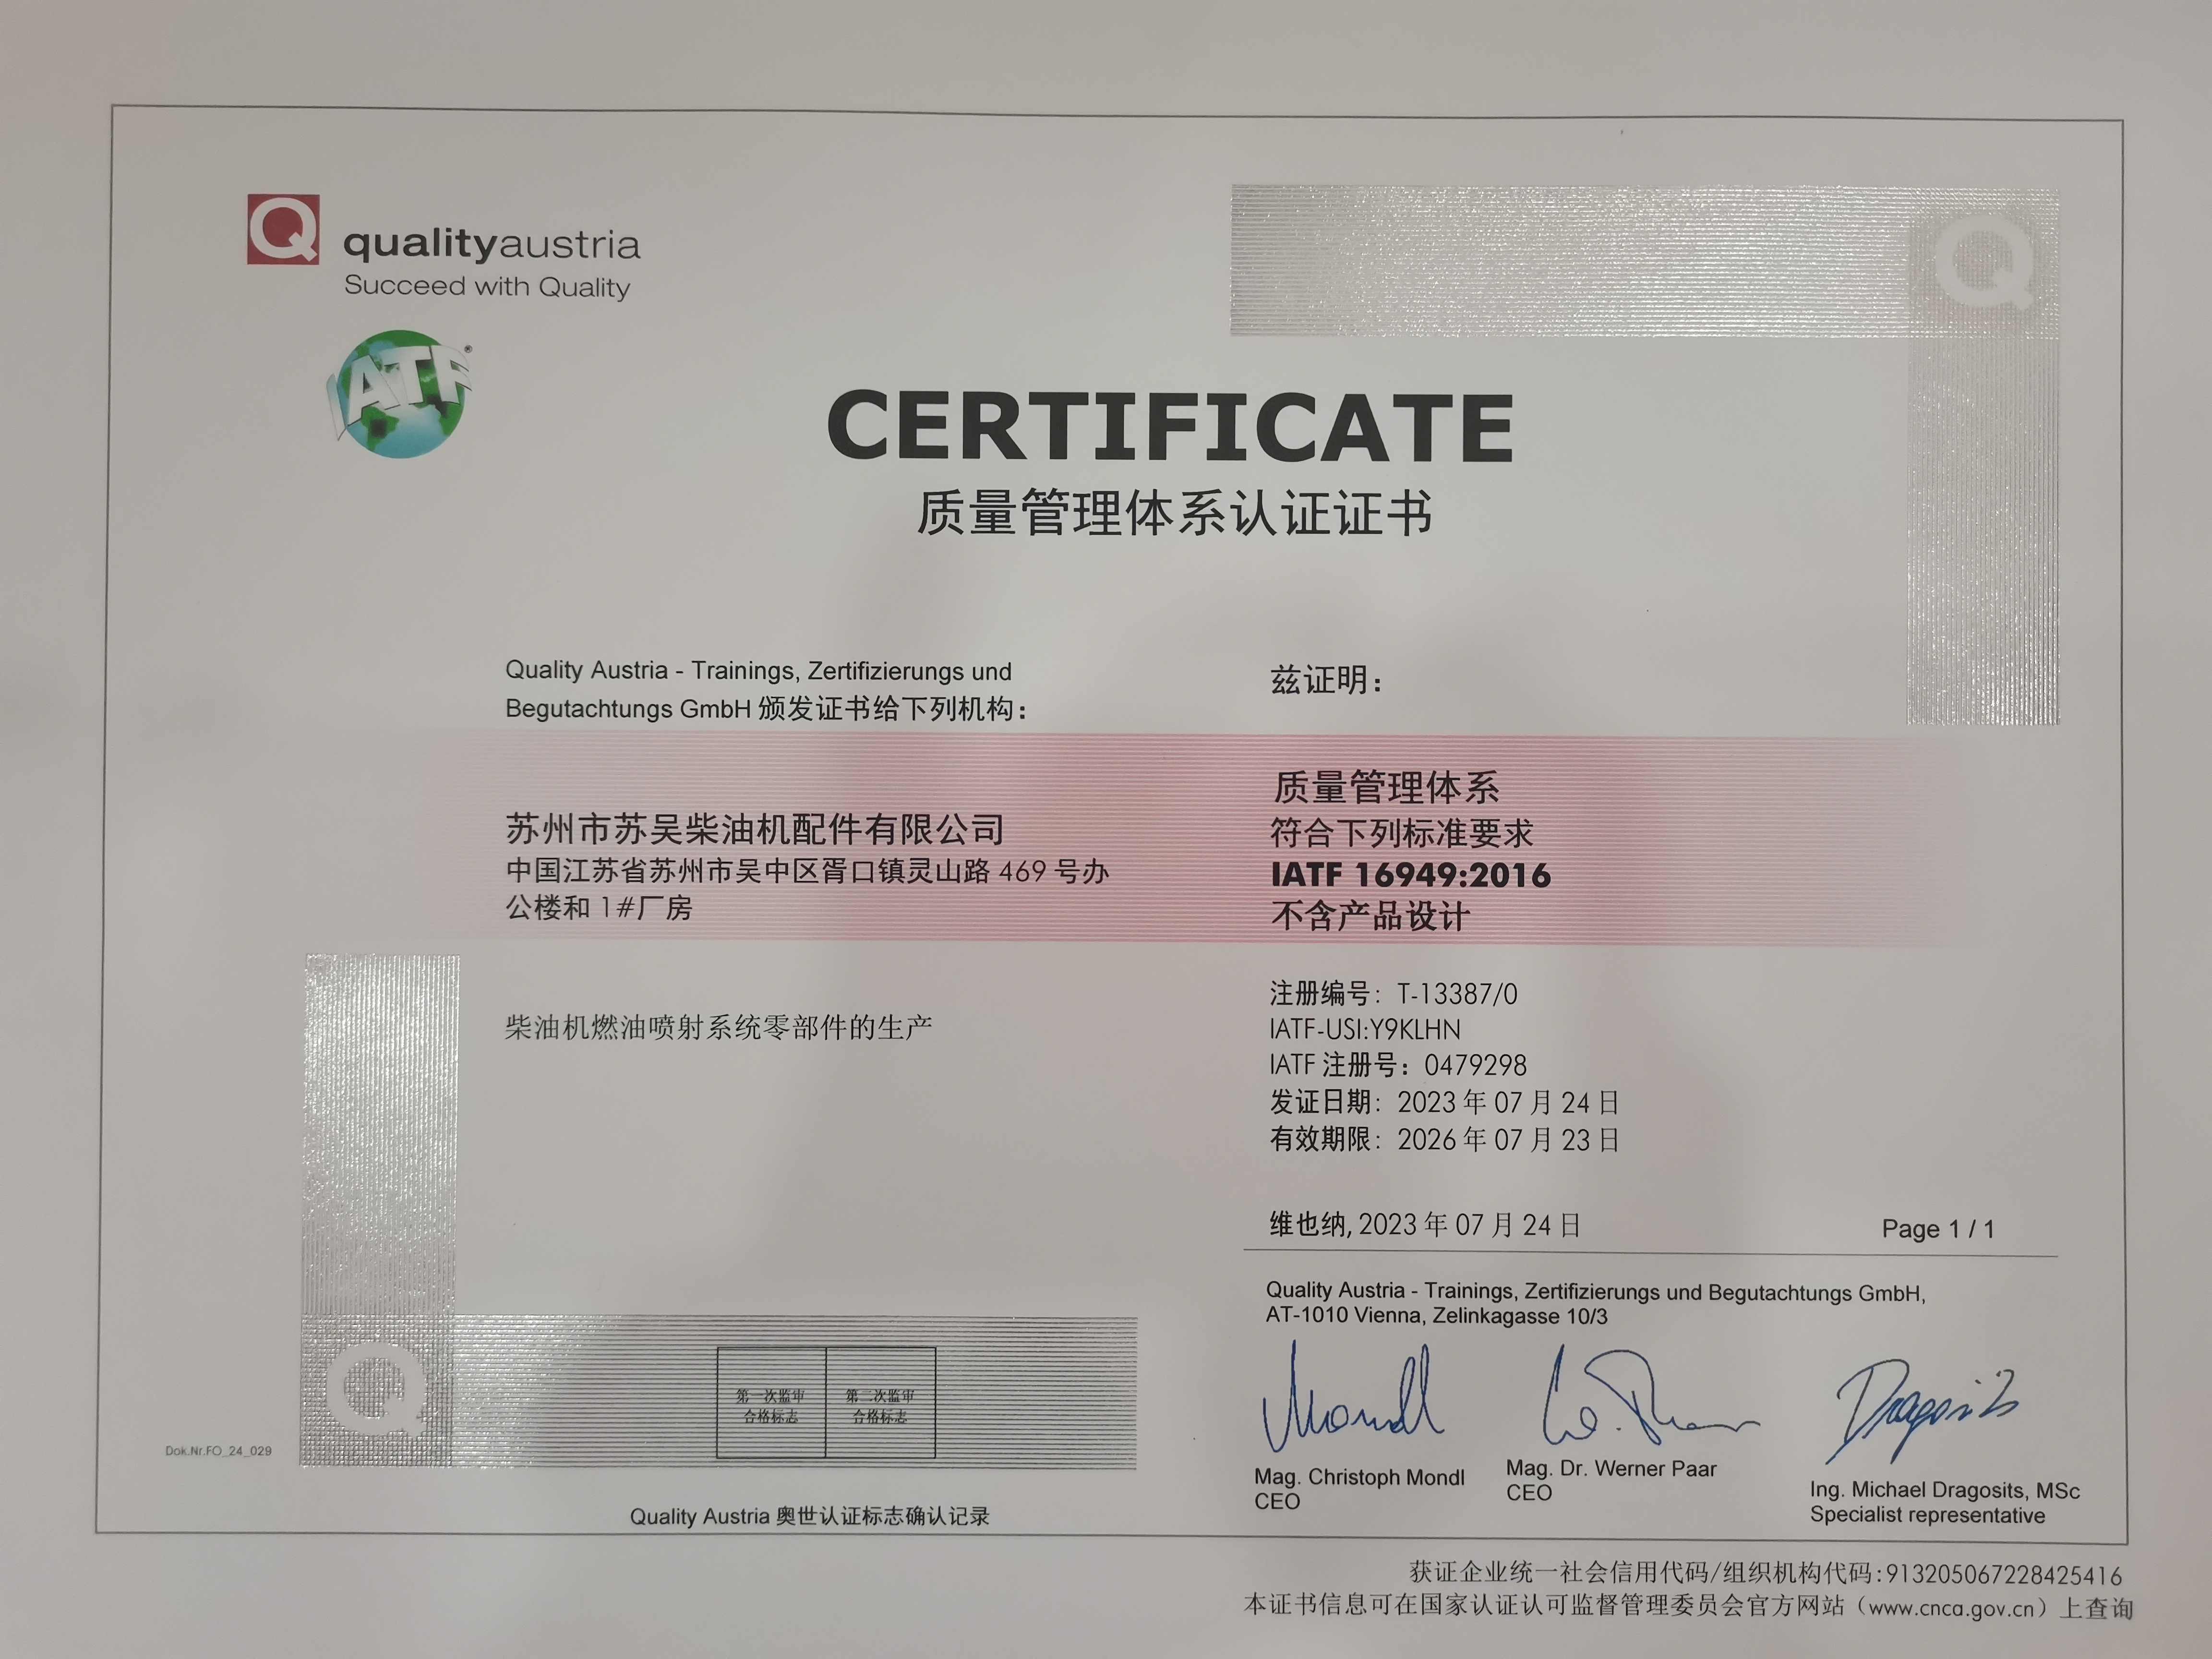 qualityaustria
Succeed with Quality
IATF®
CERTIFICATE
质量管理体系认证证书
Quality Austria - Trainings, Zertifizierungs und
Begutachtungs GmbH 颁发证书给下列机构：
苏州市苏吴柴油机配件有限公司
中国江苏省苏州市吴中区胥口镇灵山路 469 号办
公楼和 1#厂房
柴油机燃油喷射系统零部件的生产
兹证明：
质量管理体系
符合下列标准要求
IATF 16949:2016
不含产品设计
注册编号：T-13387/0
IATF-USI:Y9KLHN
IATF 注册号：0479298
发证日期：2023 年 07 月 24 日
有效期限：2026 年 07 月 23 日
维也纳, 2023 年 07 月 24 日
Page 1 / 1
Quality Austria - Trainings, Zertifizierungs und Begutachtungs GmbH,
AT-1010 Vienna, Zelinkagasse 10/3
Mag. Christoph Mondl
CEO
Mag. Dr. Werner Paar
CEO
Ing. Michael Dragosits, MSc
Specialist representative
第一次监审
合格标志
第二次监审
合格标志
Dok.Nr.FO_24_029
Quality Austria 奥世认证标志确认记录
获证企业统一社会信用代码/组织机构代码:913205067228425416
本证书信息可在国家认证认可监督管理委员会官方网站（www.cnca.gov.cn）上查询